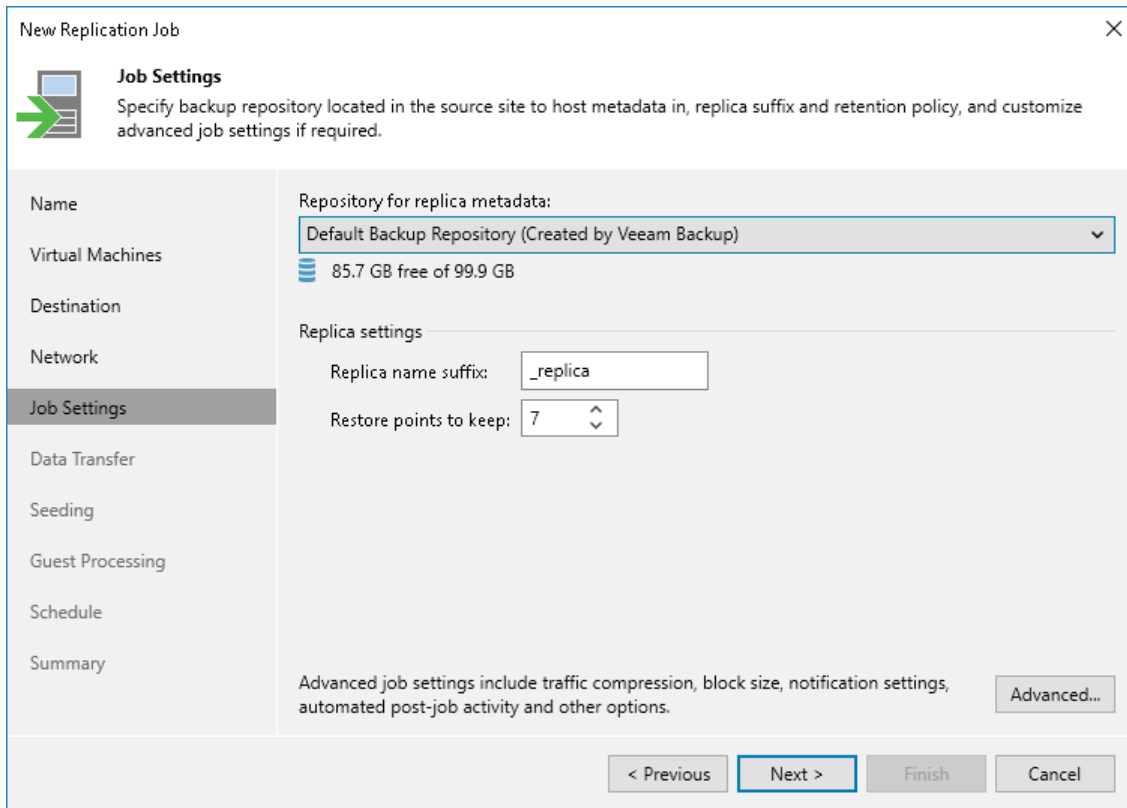 New Replication Job
Job Settings
Specify backup repository located in the source site to host metadata in, replica suffix and retention policy, and customize
advanced job settings if required.
Name
Virtual Machines
Destination
Network
Job Settings
Data Transfer
Seeding
Guest Processing
Schedule
Summary
Repository for replica metadata:
Default Backup Repository (Created by Veeam Backup)
85.7 GB free of 99.9 GB
Replica settings
Replica name suffix: _replica
Restore points to keep: 7
Advanced job settings include traffic compression, block size, notification settings,
automated post-job activity and other options.
Advanced...
< Previous Next > Finish Cancel